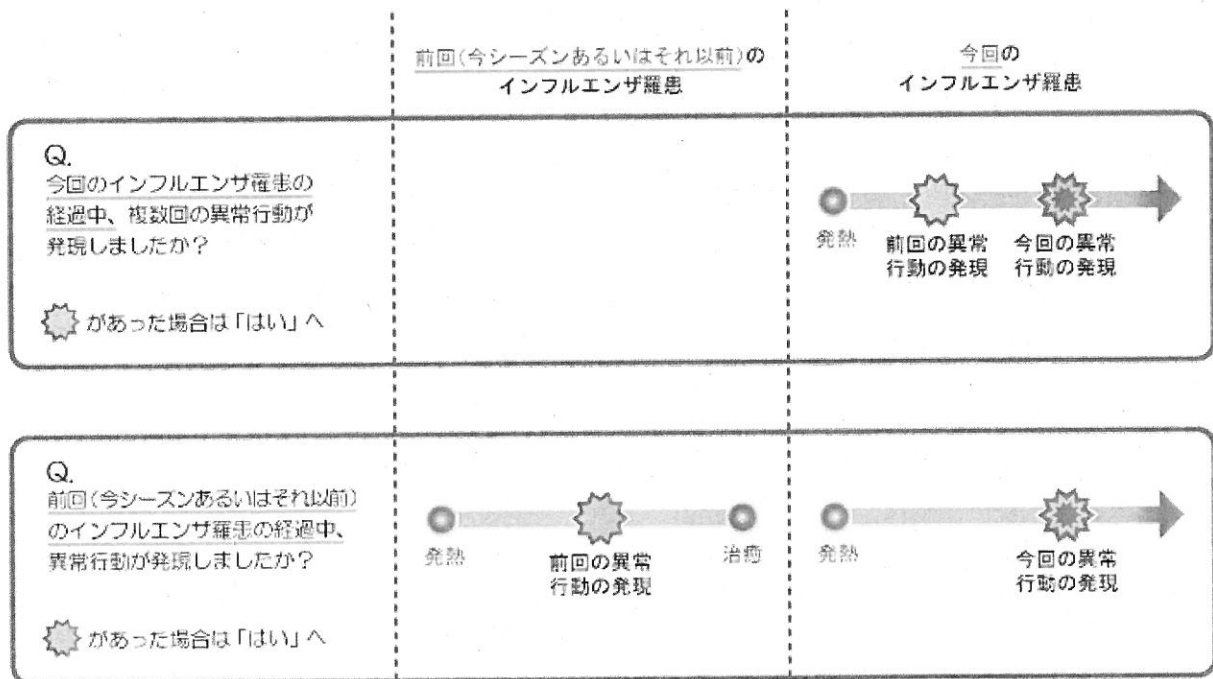 前回(今シーズンあるいはそれ以前)の
インフルエンザ罹患
今回の
インフルエンザ罹患
Q.
今回のインフルエンザ罹患の
経過中、複数回の異常行動が
発現しましたか?
があった場合は「はい」へ
発熱
前回の異常
行動の発現
今回の異常
行動の発現
Q.
前回(今シーズンあるいはそれ以前)
のインフルエンザ罹患の経過中、
異常行動が発現しましたか?
があった場合は「はい」へ
発熱
前回の異常
行動の発現
治癒
発熱
今回の異常
行動の発現